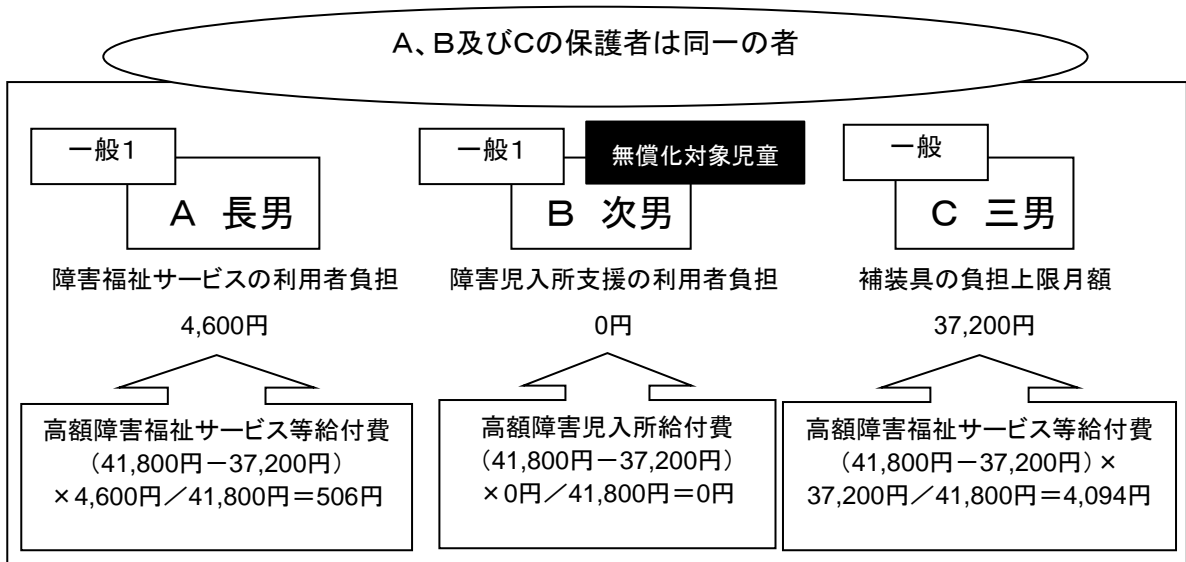 A、B及びCの保護者は同一の者
一般1
A 長男
障害福祉サービスの利用者負担
4,600円
高額障害福祉サービス等給付費
（41,800円－37,200円）
×4,600円／41,800円＝506円
一般1
無償化対象児童
B 次男
障害児入所支援の利用者負担
0円
高額障害児入所給付費
（41,800円－37,200円）
×0円／41,800円＝0円
一般
C 三男
補装具の負担上限月額
37,200円
高額障害福祉サービス等給付費
（41,800円－37,200円）×
37,200円／41,800円＝4,094円